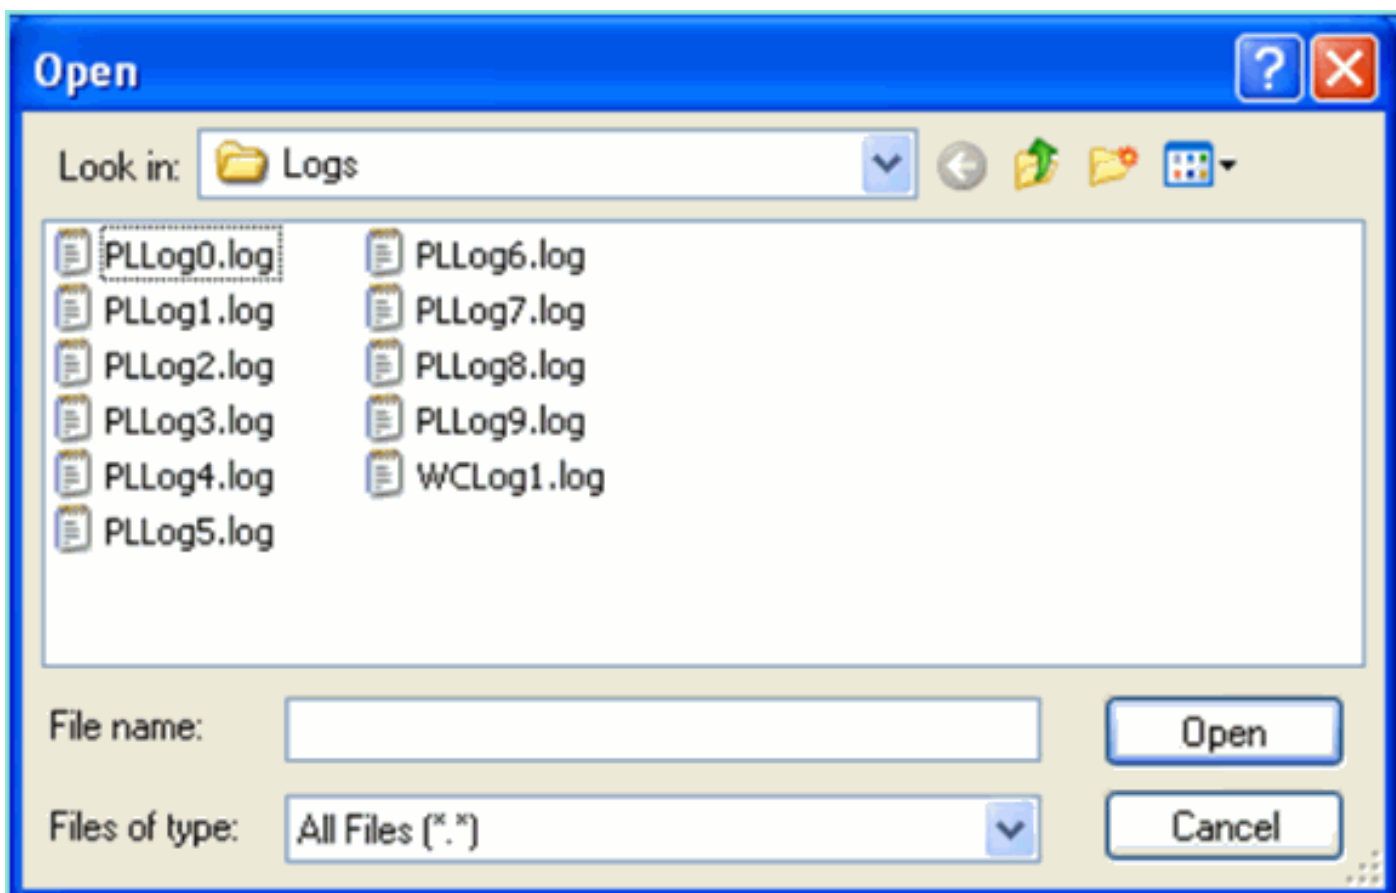 Open
Look in: Logs
PLLog0.log
PLLog1.log
PLLog2.log
PLLog3.log
PLLog4.log
PLLog5.log
PLLog6.log
PLLog7.log
PLLog8.log
PLLog9.log
WCLog1.log
File name:
Open
Files of type: All Files (*.*)
Cancel